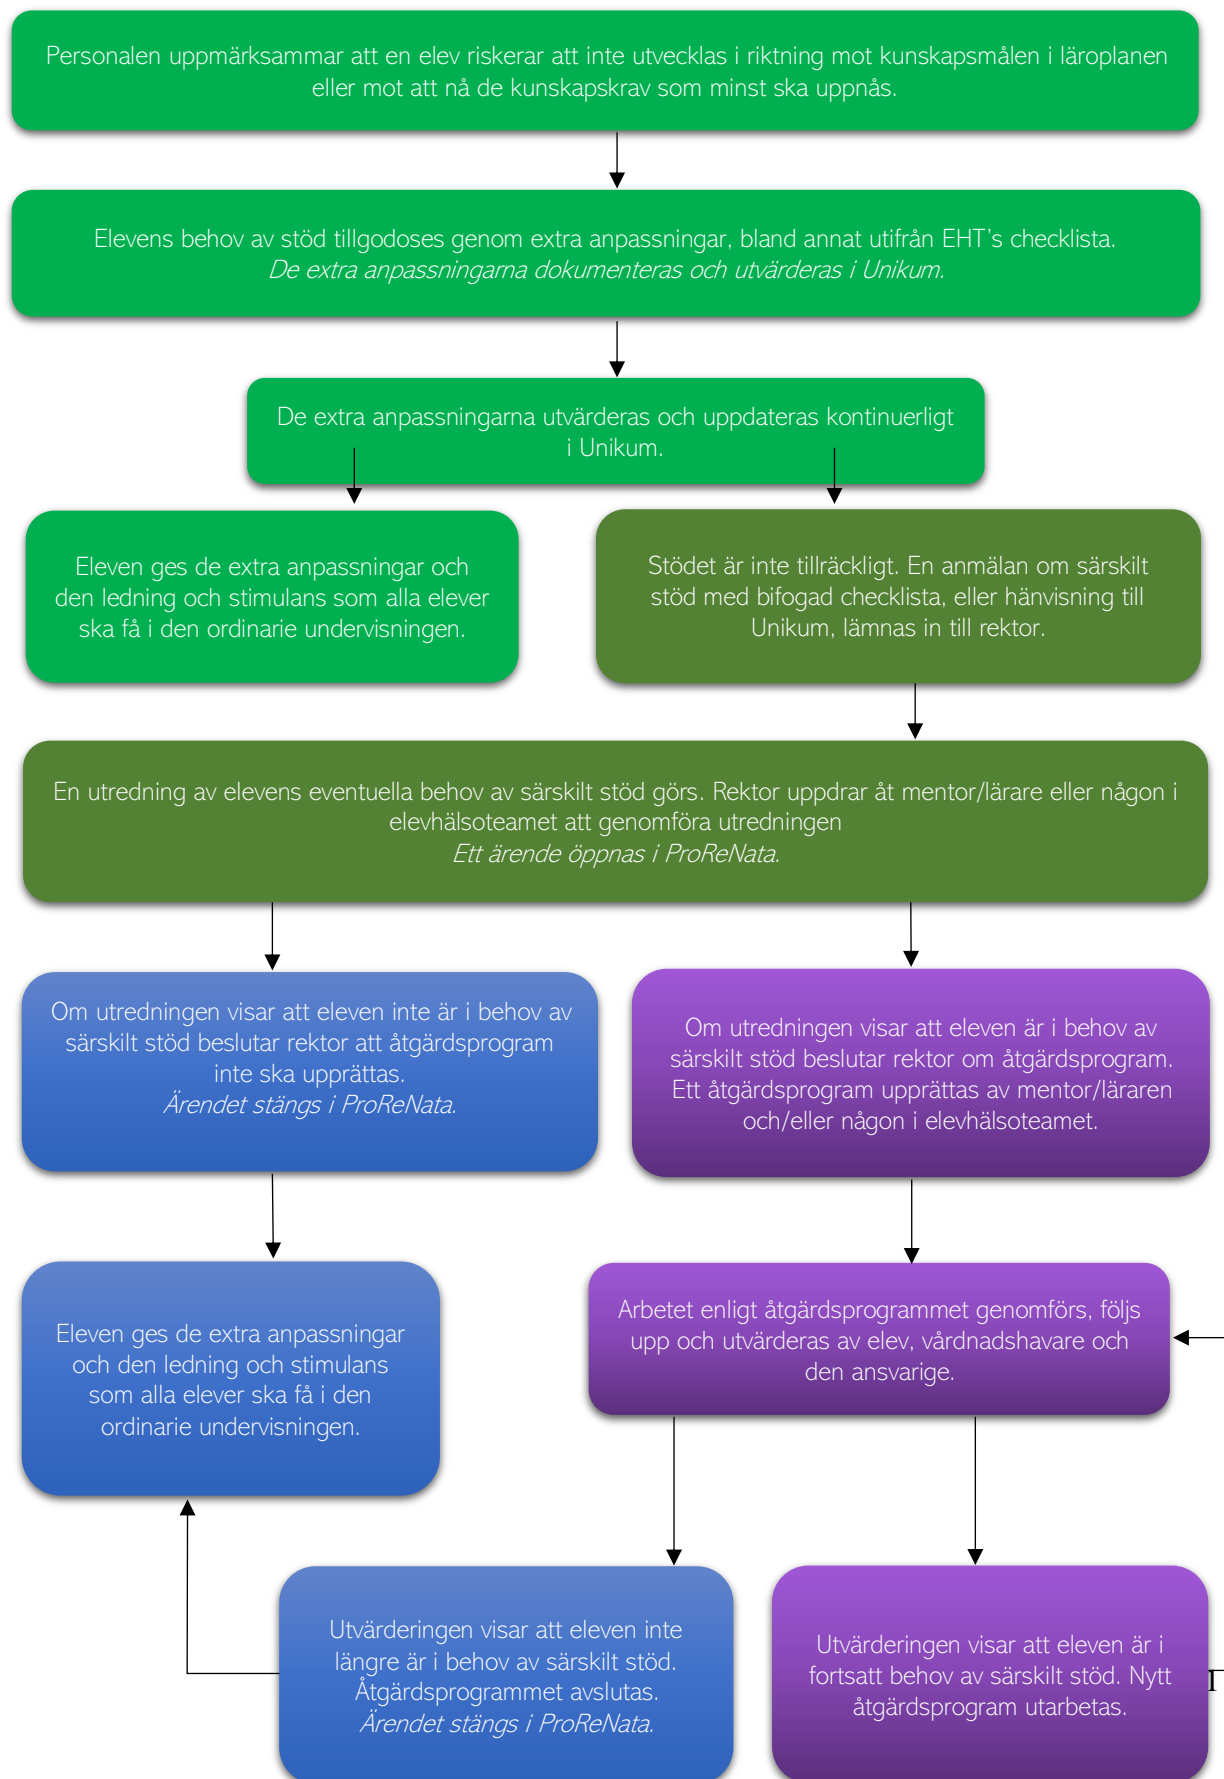 Personalen uppmärksammar att en elev riskerar att inte utvecklas i riktning mot kunskapsmålen i läroplanen
eller mot att nå de kunskapskrav som minst ska uppnås.
Elevens behov av stöd tillgodoses genom extra anpassningar, bland annat utifrån EHT's checklista.
De extra anpassningarna dokumenteras och utvärderas i Unikum.
De extra anpassningarna utvärderas och uppdateras kontinuerligt
i Unikum.
Eleven ges de extra anpassningar och
den ledning och stimulans som alla elever
ska få i den ordinarie undervisningen.
Stödet är inte tillräckligt. En anmälan om särskilt
stöd med bifogad checklista, eller hänvisning till
Unikum, lämnas in till rektor.
En utredning av elevens eventuella behov av särskilt stöd görs. Rektor uppdrar åt mentor/lärare eller någon i
elevhälsoteamet att genomföra utredningen
Ett ärende öppnas i ProReNata.
Om utredningen visar att eleven inte är i behov av
särskilt stöd beslutar rektor att åtgärdsprogram
inte ska upprättas.
Ärendet stängs i ProReNata.
Om utredningen visar att eleven är i behov av
särskilt stöd beslutar rektor om åtgärdsprogram.
Ett åtgärdsprogram upprättas av mentor/läraren
och/eller någon i elevhälsoteamet.
Eleven ges de extra anpassningar
och den ledning och stimulans
som alla elever ska få i den
ordinarie undervisningen.
Arbetet enligt åtgärdsprogrammet genomförs, följs
upp och utvärderas av elev, vårdnadshavare och
den ansvarige.
Utvärderingen visar att eleven inte
längre är i behov av särskilt stöd.
Åtgärdsprogrammet avslutas.
Ärendet stängs i ProReNata.
Utvärderingen visar att eleven är i
fortsatt behov av särskilt stöd. Nytt
åtgärdsprogram utarbetas.
1